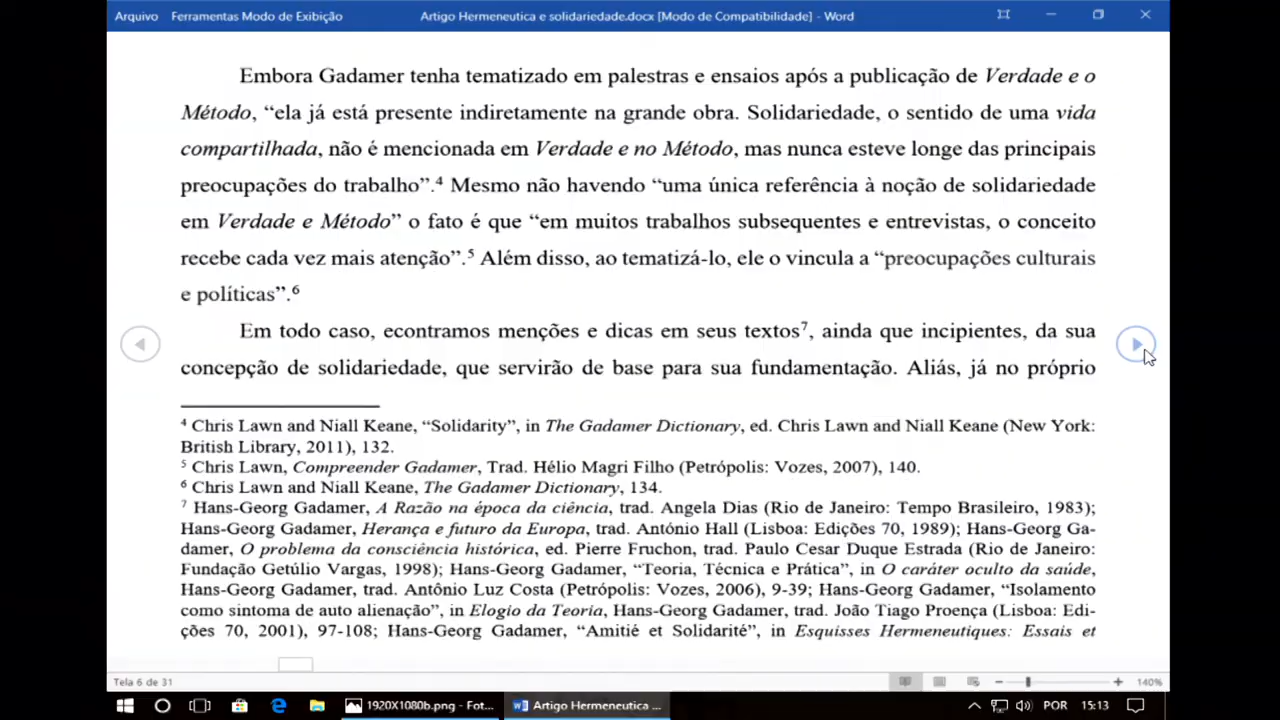 Arquivo Ferramentas Modo de Exibição Artigo Hermeneutica e solidariedade.docx [Modo de Compatibilidade] - Word
Embora Gadamer tenha tematizado em palestras e ensaios após a publicação de Verdade e o
Método, “ela já está presente indiretamente na grande obra. Solidariedade, o sentido de uma vida
compartilhada, não é mencionada em Verdade e no Método, mas nunca esteve longe das principais
preocupações do trabalho”.⁴ Mesmo não havendo “uma única referência à noção de solidariedade
em Verdade e Método” o fato é que “em muitos trabalhos subsequentes e entrevistas, o conceito
recebe cada vez mais atenção”.⁵ Além disso, ao tematizá-lo, ele o vincula a “preocupações culturais
e políticas”.⁶
Em todo caso, econtramos menções e dicas em seus textos⁷, ainda que incipientes, da sua
concepção de solidariedade, que servirão de base para sua fundamentação. Aliás, já no próprio
⁴ Chris Lawn and Niall Keane, “Solidarity”, in The Gadamer Dictionary, ed. Chris Lawn and Niall Keane (New York:
British Library, 2011), 132.
⁵ Chris Lawn, Compreender Gadamer, Trad. Hélio Magri Filho (Petrópolis: Vozes, 2007), 140.
⁶ Chris Lawn and Niall Keane, The Gadamer Dictionary, 134.
⁷ Hans-Georg Gadamer, A Razão na época da ciência, trad. Angela Dias (Rio de Janeiro: Tempo Brasileiro, 1983);
Hans-Georg Gadamer, Herança e futuro da Europa, trad. António Hall (Lisboa: Edições 70, 1989); Hans-Georg Ga-
damer, O problema da consciência histórica, ed. Pierre Fruchon, trad. Paulo Cesar Duque Estrada (Rio de Janeiro:
Fundação Getúlio Vargas, 1998); Hans-Georg Gadamer, “Teoria, Técnica e Prática”, in O caráter oculto da saúde,
Hans-Georg Gadamer, trad. Antônio Luz Costa (Petrópolis: Vozes, 2006), 9-39; Hans-Georg Gadamer, “Isolamento
como sintoma de auto alienação”, in Elogio da Teoria, Hans-Georg Gadamer, trad. João Tiago Proença (Lisboa: Edi-
ções 70, 2001), 97-108; Hans-Georg Gadamer, “Amitié et Solidarité”, in Esquisses Hermeneutiques: Essais et
Tela 6 de 31 140%
1920X1080b.png - Fot... Artigo Hermeneutica ... POR 15:13